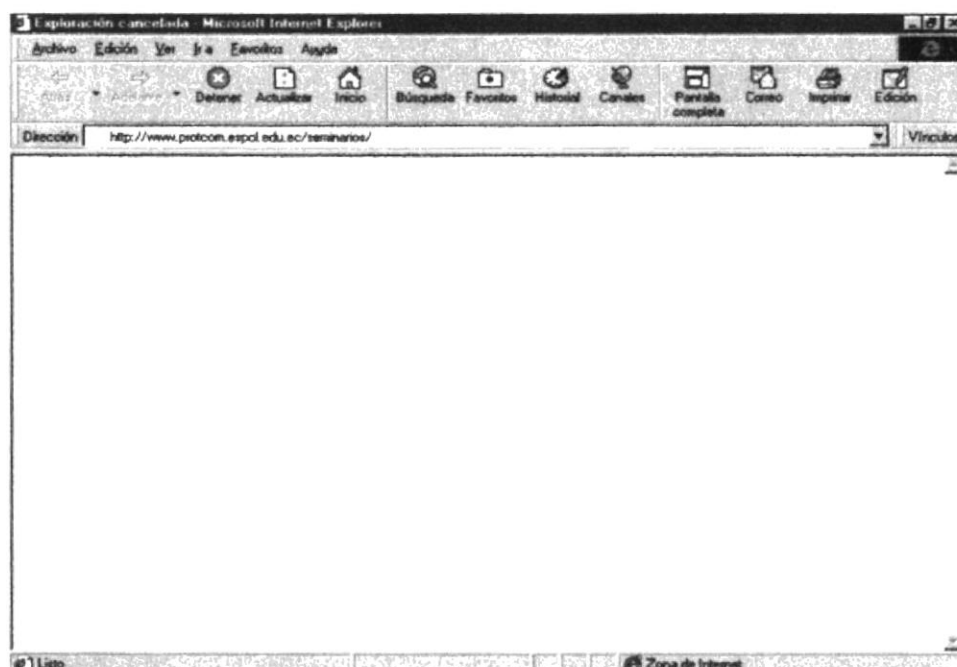 Exploración cancelada - Microsoft Internet Explorer
Archivo Edición Ver Ir a Favoritos Ayuda
Atrás Adelante Detener Actualizar Inicio Búsqueda Favoritos Historial Canales Pantalla completa Correo Imprimir Edición
Dirección http://www.protcom.espol.edu.ec/seminarios/ Vínculos
Listo Zona de Internet